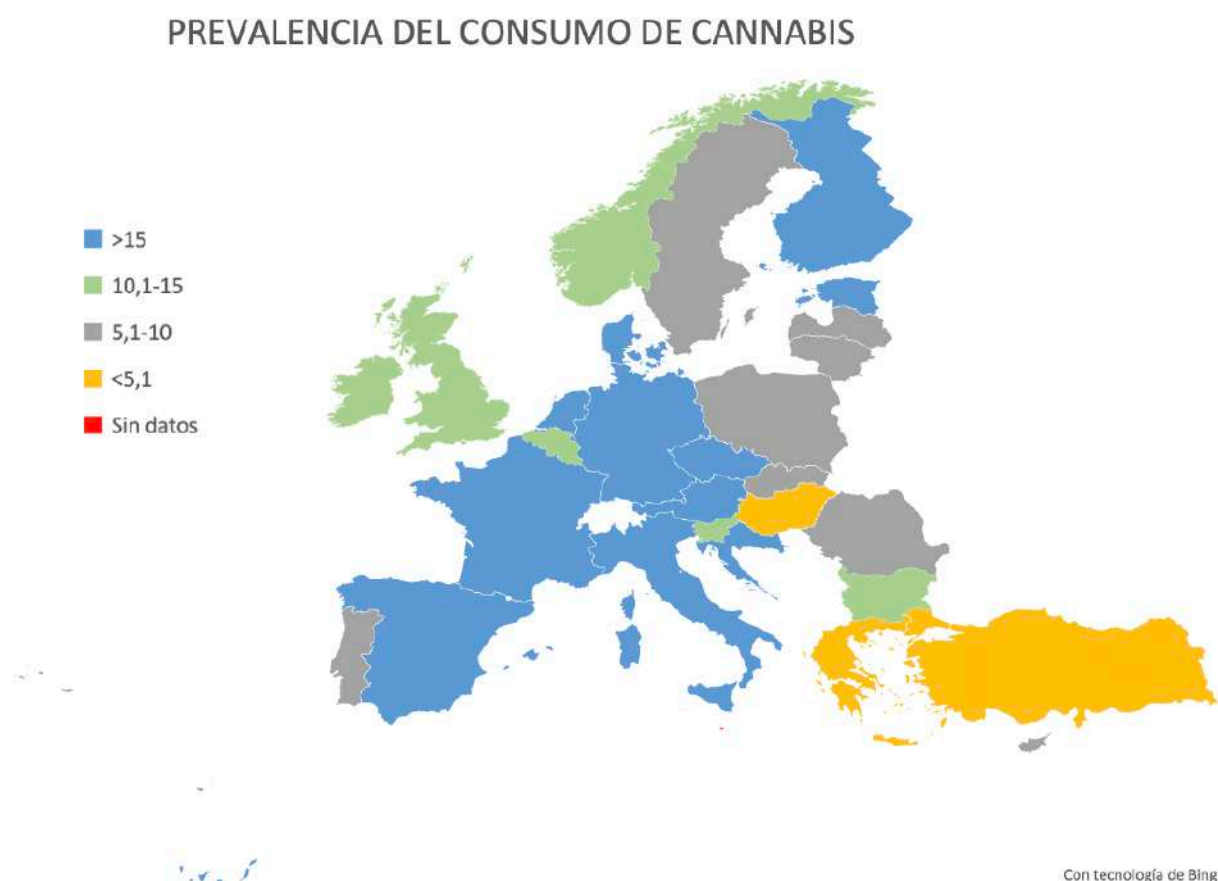 PREVALENCIA DEL CONSUMO DE CANNABIS
>15
10,1-15
5,1-10
<5,1
Sin datos
Con tecnología de Bing